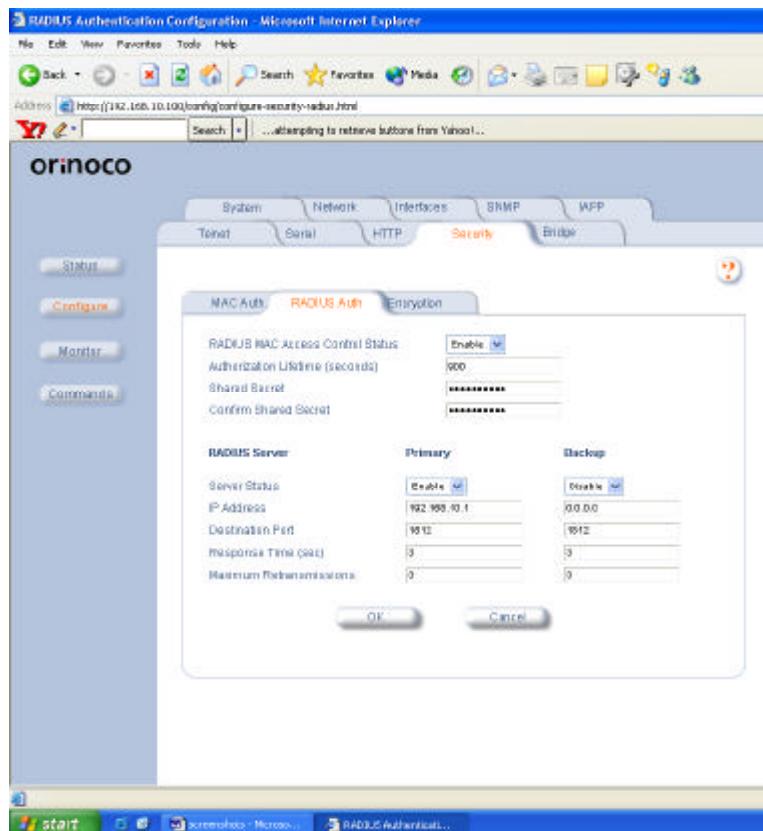 RADIUS Authentication Configuration - Microsoft Internet Explorer
File Edit View Favorites Tools Help
Back Search Favorites Media
Address http://192.168.10.100/config/configure-security-radius.html
Y! Search ...attempting to retrieve buttons from Yahoo!...
orinoco
System Network Interfaces SNMP IAPP
Telnet Serial HTTP Security Bridge
Status
?
Configure
MAC Auth RADIUS Auth Encryption
Monitor
Commands
RADIUS MAC Access Control Status Enable
Authorization Lifetime (seconds) 900
Shared Secret ••••••••••
Confirm Shared Secret ••••••••••
RADIUS Server Primary Backup
Server Status Enable Disable
IP Address 192.168.10.1 0.0.0.0
Destination Port 1812 1812
Response Time (sec) 3 3
Maximum Retransmissions 3 3
OK Cancel
start screenshots - Microso... RADIUS Authenticati...